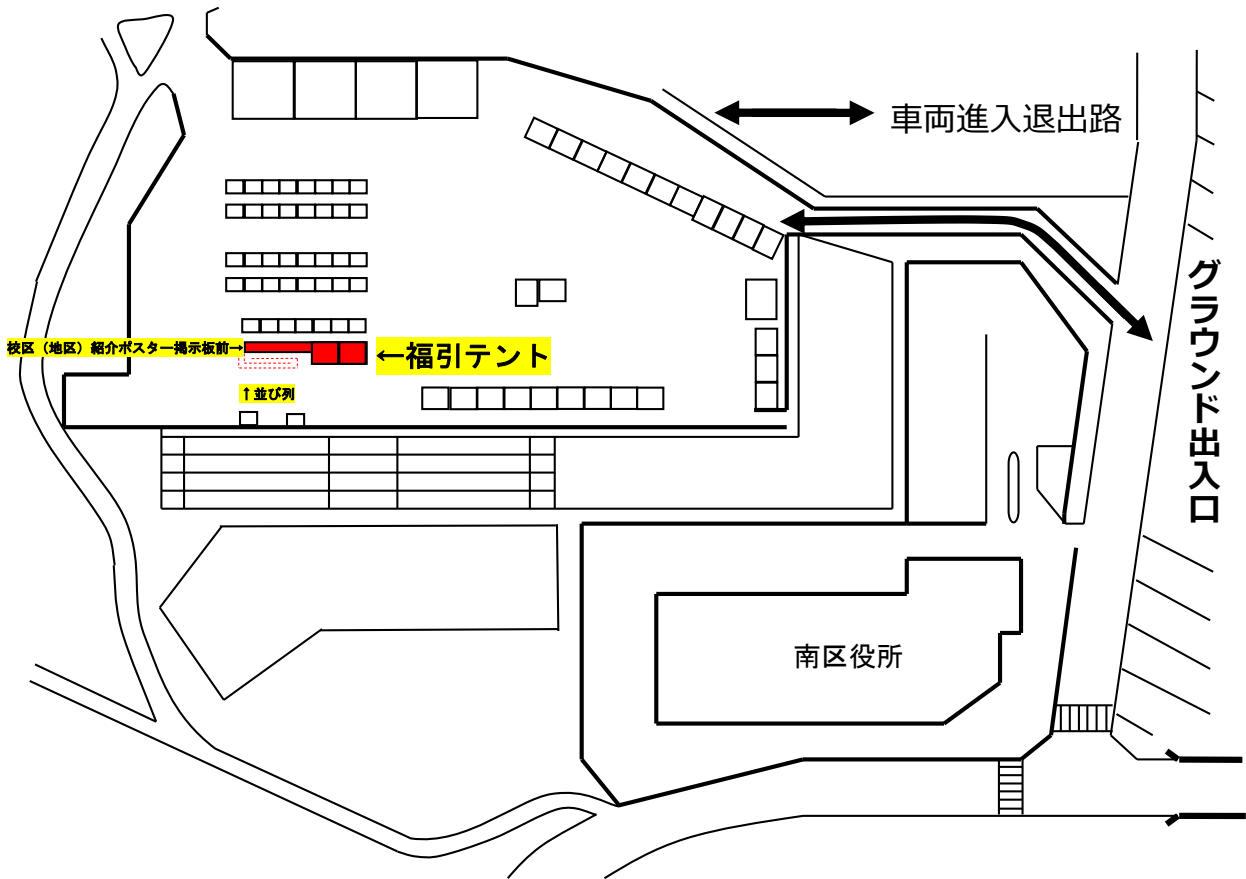 車両進入退出路
グラウンド出入口
校区（地区）紹介ポスター掲示板前→
←福引テント
↑並び列
南区役所